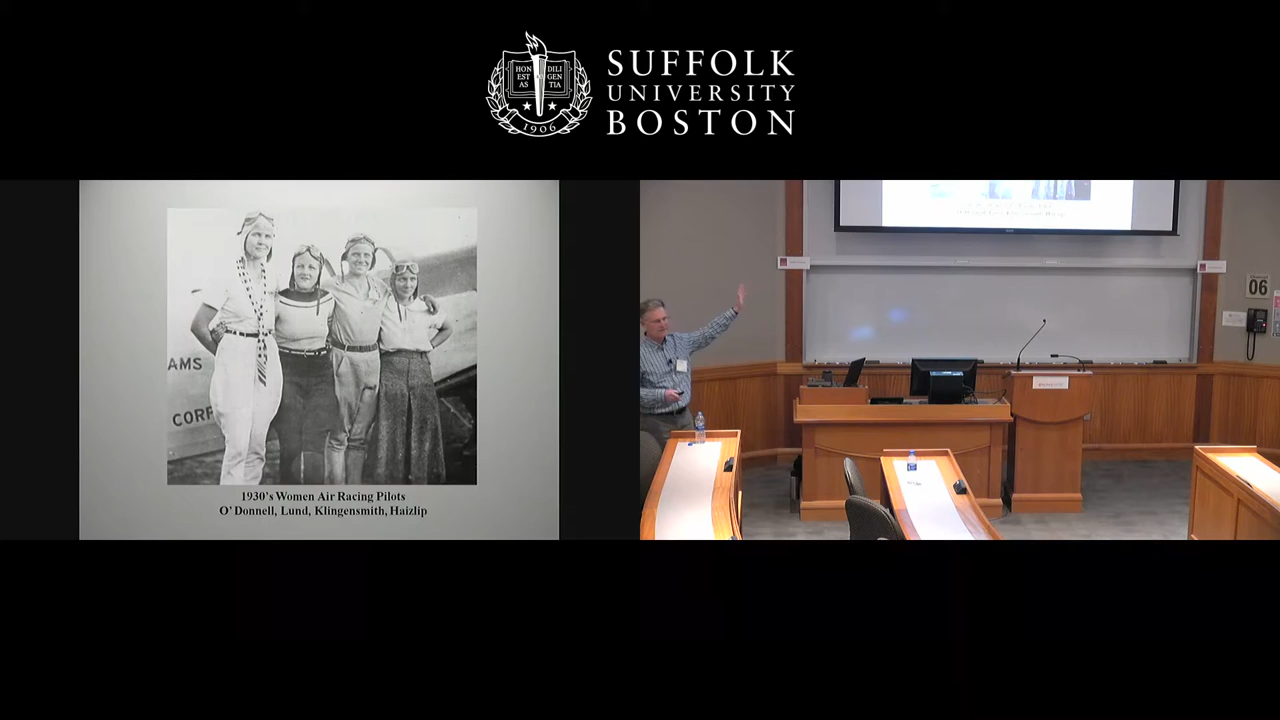 HON
EST
AS
DILI
GEN
TIA
1906
SUFFOLK
UNIVERSITY
BOSTON
AMS
CORP
1930's Women Air Racing Pilots
O' Donnell, Lund, Klingensmith, Haizlip
06